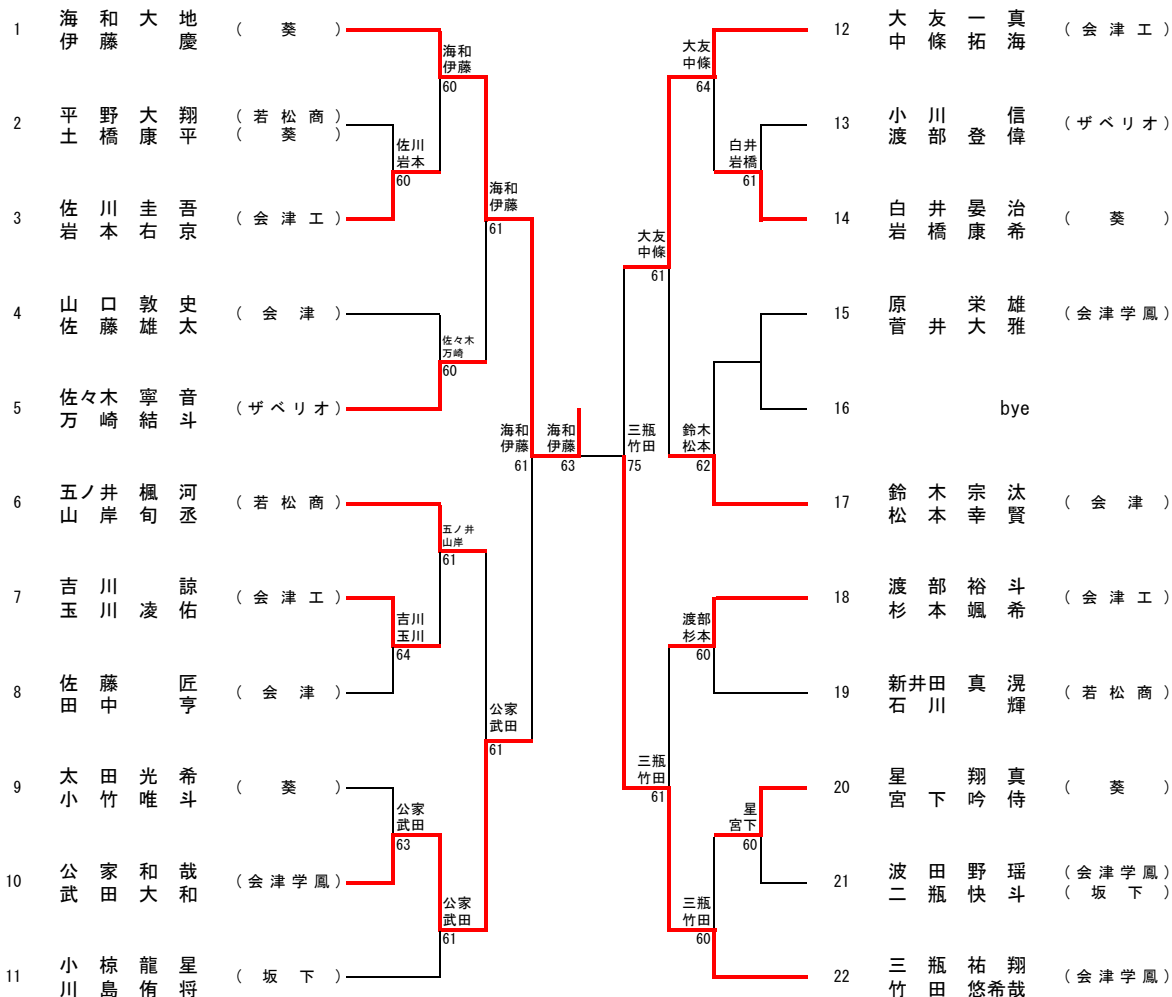 1 海和大地 (葵)
伊藤慶
2 平野大翔 (若松商)
土橋康平 (葵)
3 佐川圭吾 (会津工)
岩本右京
4 山口敦史 (会津)
佐藤雄太
5 佐々木寧音 (ザベリオ)
万崎結斗
6 五ノ井楓河 (若松商)
山岸旬丞
7 吉川諒 (会津工)
玉川凌佑
8 佐藤匠 (会津)
田中亨
9 太田光希 (葵)
小竹唯斗
10 公家和哉 (会津学鳳)
武田大和
11 小椋龍星 (坂下)
川島侑将
海和
伊藤
60
佐川
岩本
60
海和
伊藤
61
佐々木
万崎
60
海和
伊藤
61
五ノ井
山岸
61
吉川
玉川
64
公家
武田
61
公家
武田
63
公家
武田
61
海和
伊藤
63
三瓶
竹田
75
大友
中條
64
白井
岩橋
61
大友
中條
61
鈴木
松本
62
渡部
杉本
60
三瓶
竹田
61
星
宮下
60
三瓶
竹田
60
12 大友一真 (会津工)
中條拓海
13 小川信 (ザベリオ)
渡部登偉
14 白井晏治 (葵)
岩橋康希
15 原栄雄 (会津学鳳)
菅井大雅
16 bye
17 鈴木宗汰 (会津)
松本幸賢
18 渡部裕斗 (会津工)
杉本颯希
19 新井田真滉 (若松商)
石川輝
20 星翔真 (葵)
宮下吟侍
21 波田野瑶 (会津学鳳)
二瓶快斗 (坂下)
22 三瓶祐翔 (会津学鳳)
竹田悠希哉